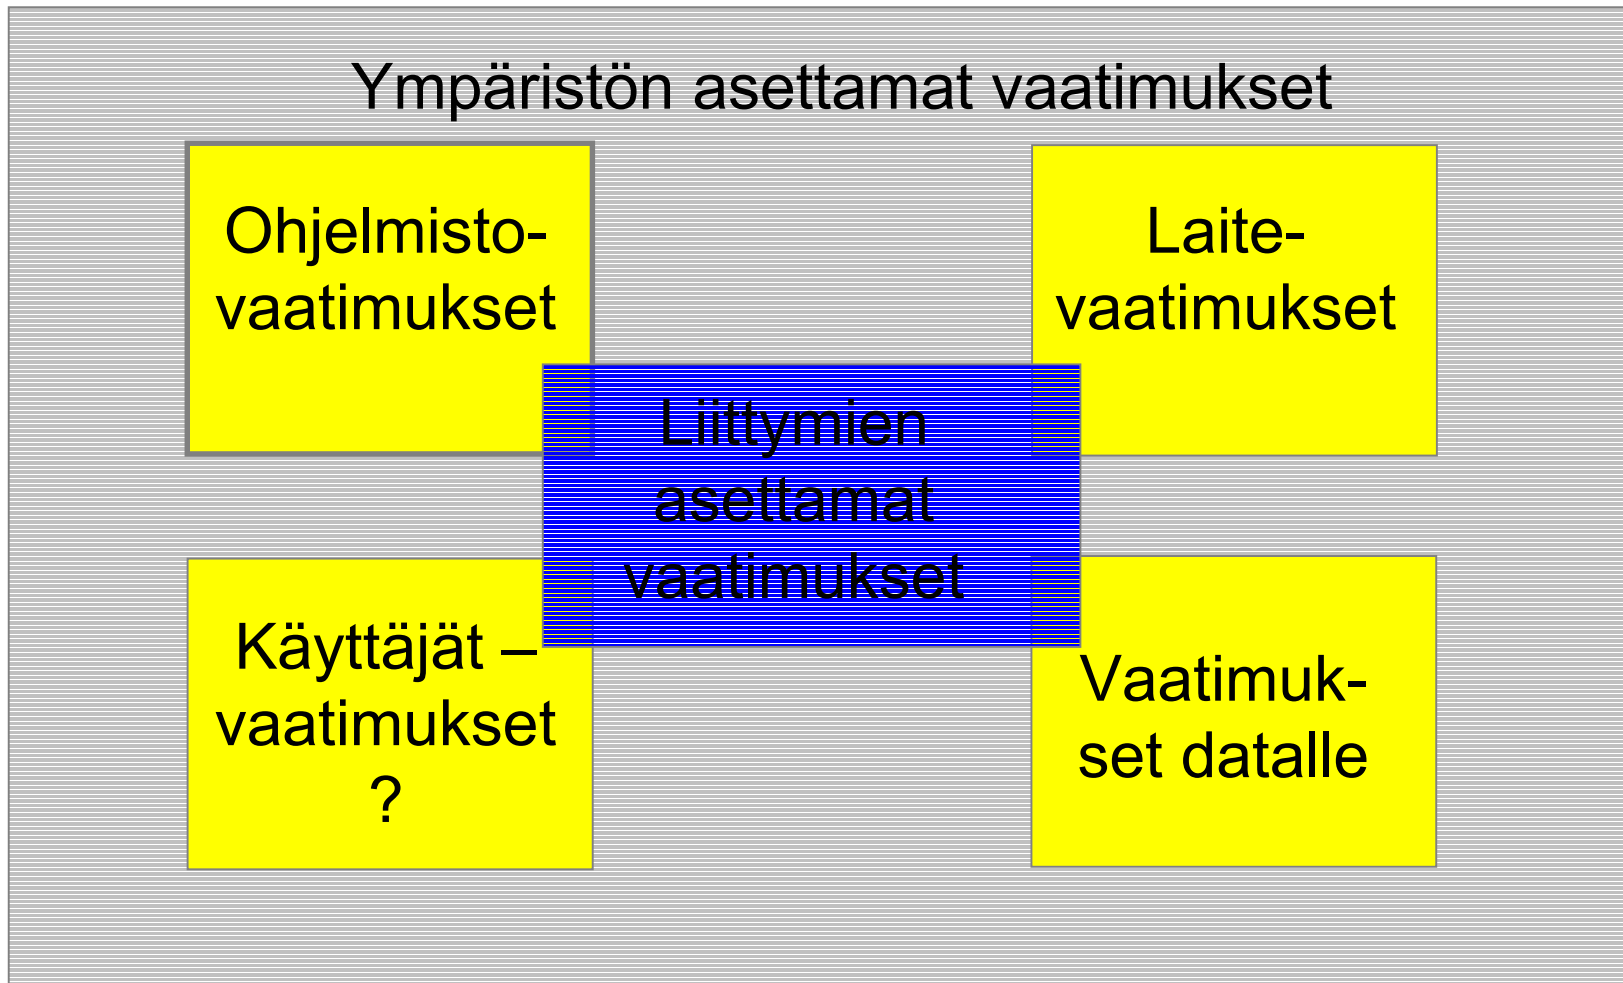 Ympäristön asettamat vaatimukset
Ohjelmisto-
vaatimukset
Laite-
vaatimukset
Liittymien
asettamat
vaatimukset
Käyttäjät –
vaatimukset
?
Vaatimuk-
set datalle